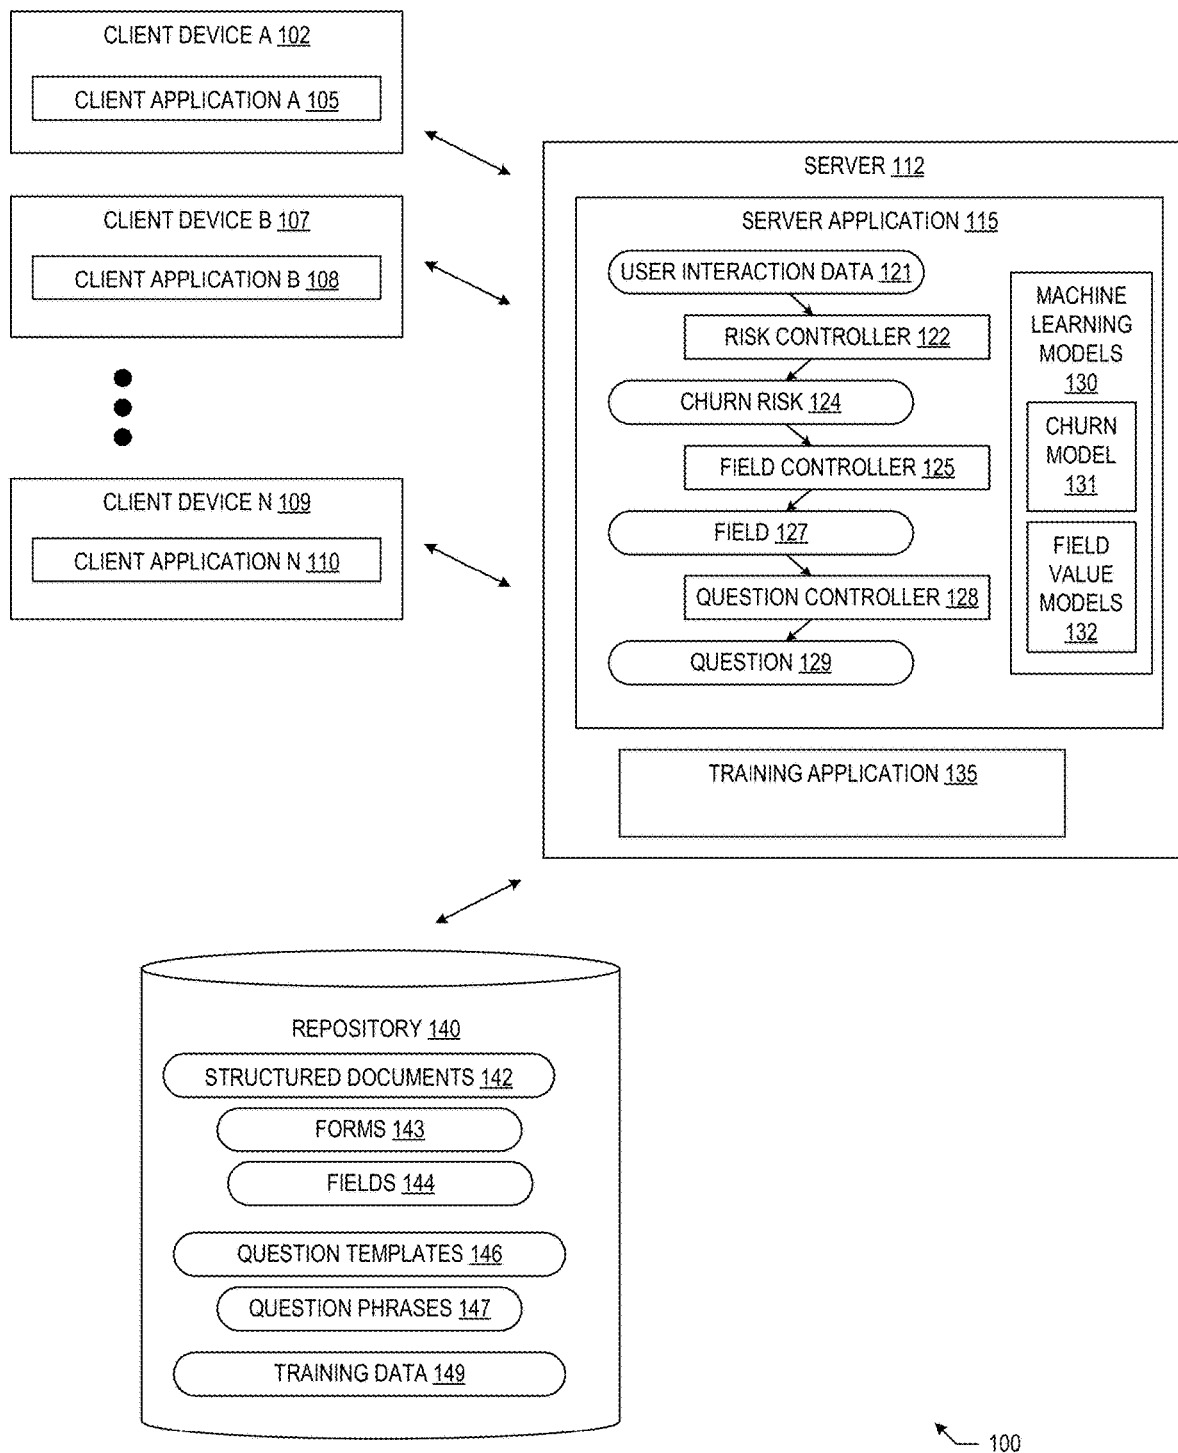 CLIENT DEVICE A 102
CLIENT APPLICATION A 105
CLIENT DEVICE B 107
CLIENT APPLICATION B 108
CLIENT DEVICE N 109
CLIENT APPLICATION N 110
SERVER 112
SERVER APPLICATION 115
USER INTERACTION DATA 121
RISK CONTROLLER 122
CHURN RISK 124
FIELD CONTROLLER 125
FIELD 127
QUESTION CONTROLLER 128
QUESTION 129
MACHINE
LEARNING
MODELS
130
CHURN
MODEL
131
FIELD
VALUE
MODELS
132
TRAINING APPLICATION 135
REPOSITORY 140
STRUCTURED DOCUMENTS 142
FORMS 143
FIELDS 144
QUESTION TEMPLATES 146
QUESTION PHRASES 147
TRAINING DATA 149
100